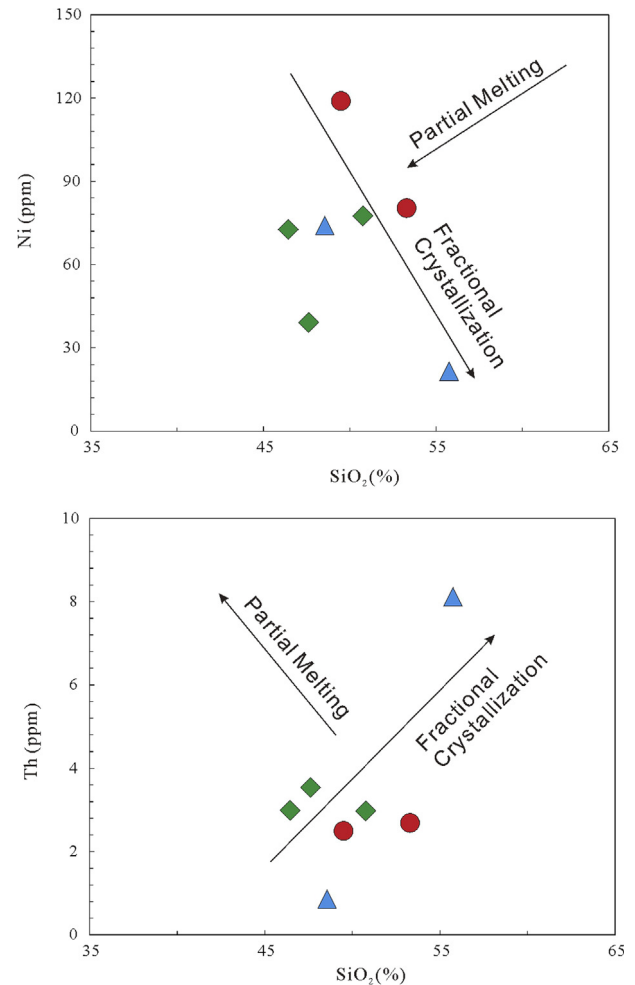 150
120
90
60
30
0
Ni (ppm)
Partial Melting
Fractional
Crystallization
35
45
55
65
SiO₂(%)
10
8
6
4
2
0
Th (ppm)
Partial Melting
Fractional
Crystallization
35
45
55
65
SiO₂(%)